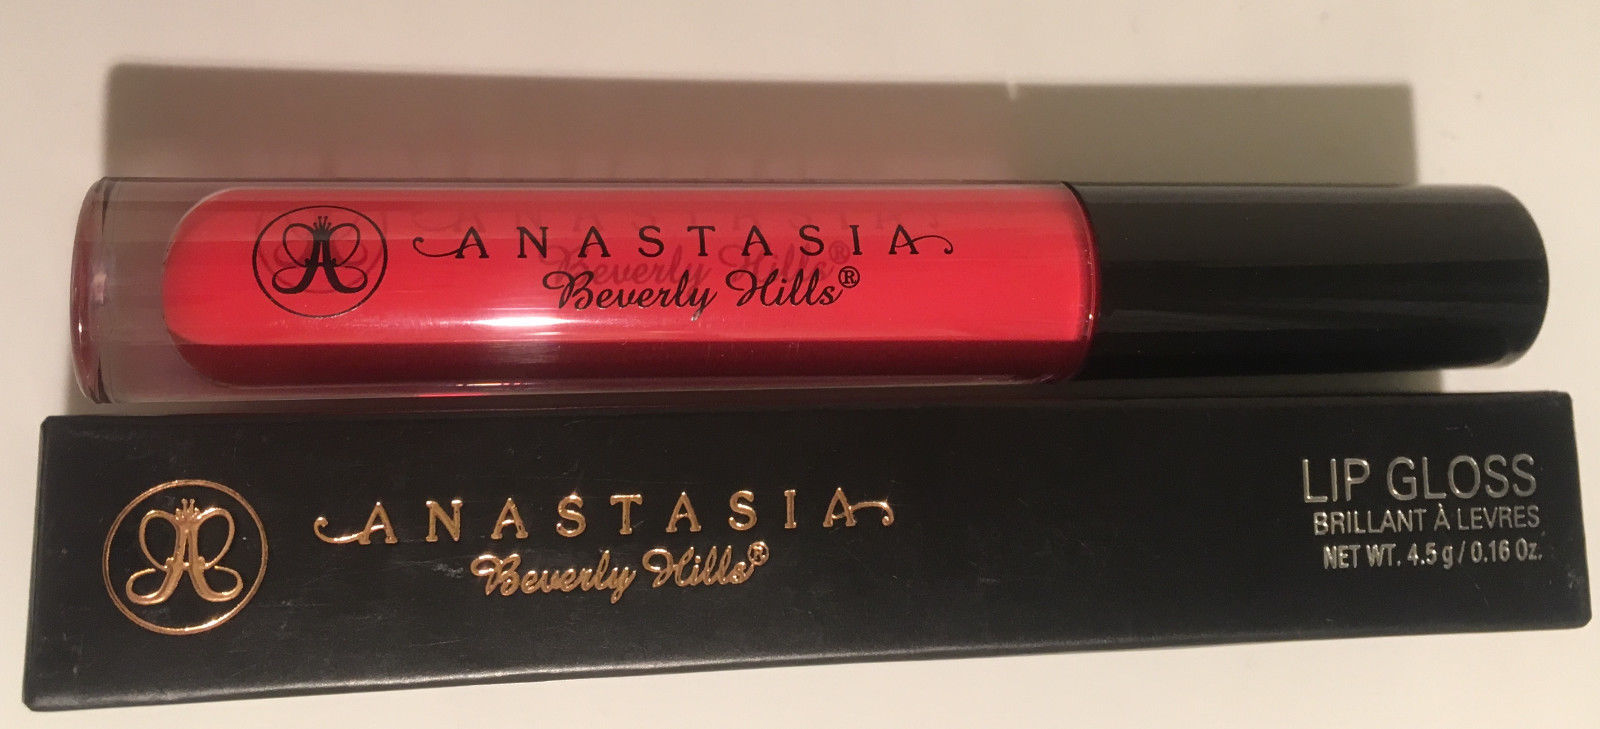 ANASTASIA
Beverly Hills®
ANASTASIA
Beverly Hills®
LIP GLOSS
BRILLANT À LEVRES
NET WT. 4.5 g / 0.16 Oz.